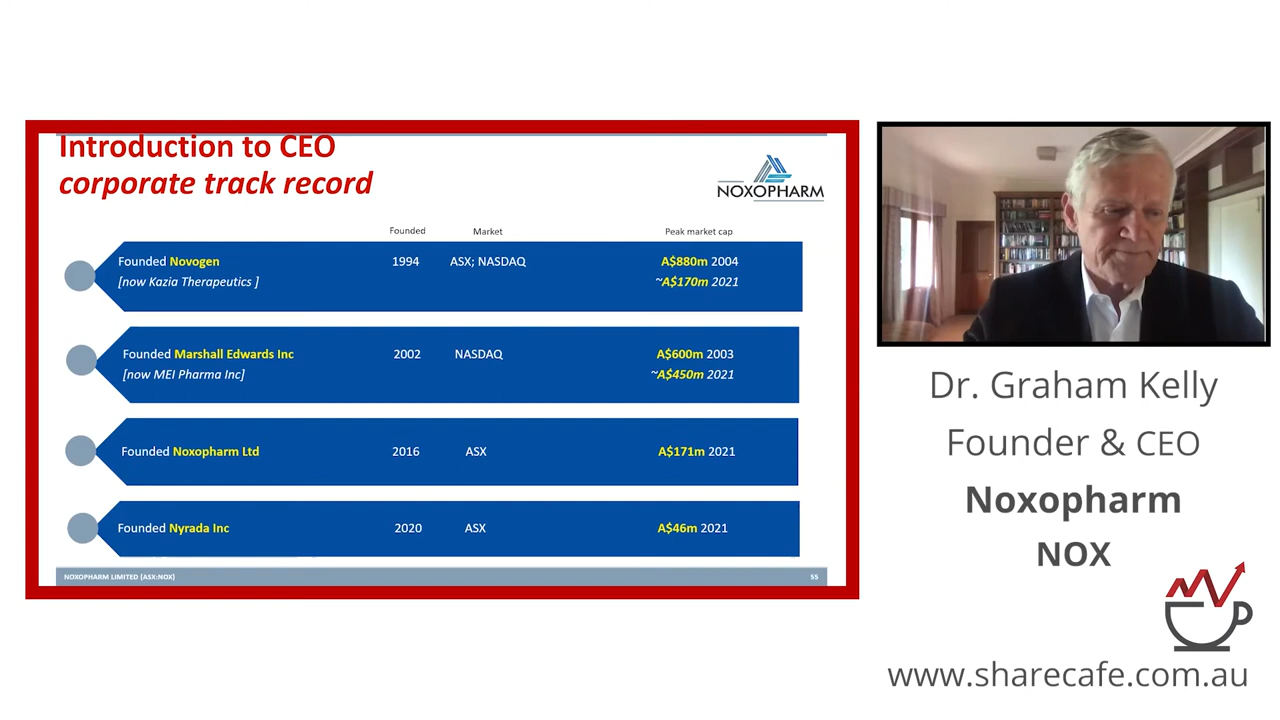 Introduction to CEO
corporate track record
NOXOPHARM
Founded Market Peak market cap
Founded Novogen 1994 ASX; NASDAQ A$880m 2004
[now Kazia Therapeutics ] ~A$170m 2021
Founded Marshall Edwards Inc 2002 NASDAQ A$600m 2003
[now MEI Pharma Inc] ~A$450m 2021
Founded Noxopharm Ltd 2016 ASX A$171m 2021
Founded Nyrada Inc 2020 ASX A$46m 2021
NOXOPHARM LIMITED (ASX:NOX) 55
Dr. Graham Kelly
Founder & CEO
Noxopharm
NOX
www.sharecafe.com.au